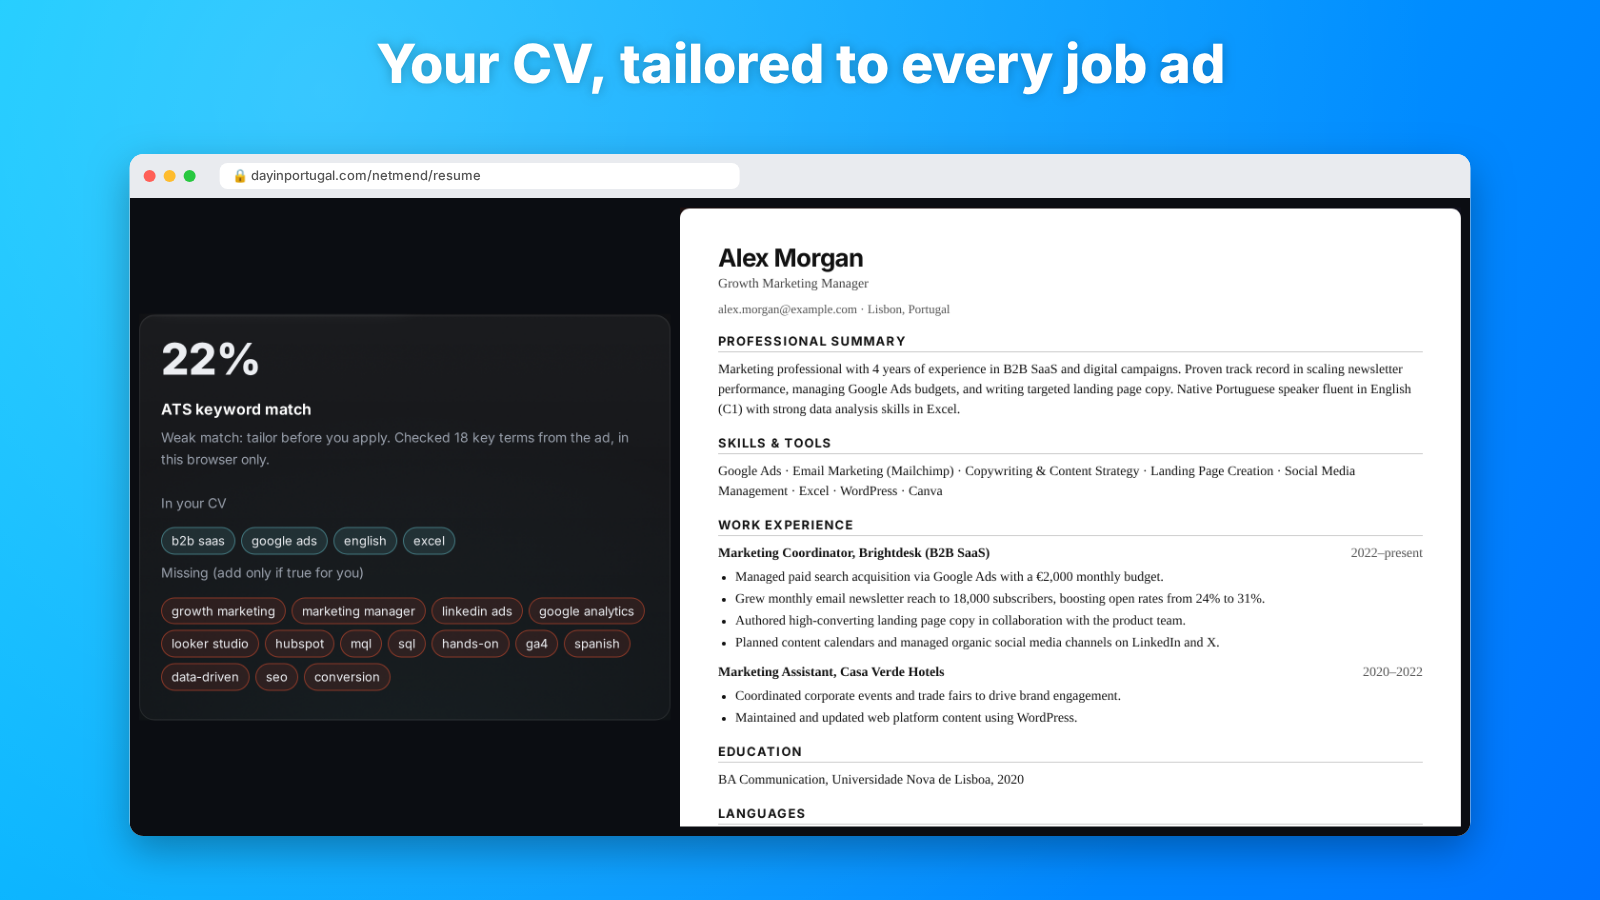 Your CV, tailored to every job ad
dayinportugal.com/netmend/resume
22%
ATS keyword match
Weak match: tailor before you apply. Checked 18 key terms from the ad, in
this browser only.
In your CV
b2b saas google ads english excel
Missing (add only if true for you)
growth marketing marketing manager linkedin ads google analytics
looker studio hubspot mql sql hands-on ga4 spanish
data-driven seo conversion
Alex Morgan
Growth Marketing Manager
alex.morgan@example.com · Lisbon, Portugal
PROFESSIONAL SUMMARY
Marketing professional with 4 years of experience in B2B SaaS and digital campaigns. Proven track record in scaling newsletter
performance, managing Google Ads budgets, and writing targeted landing page copy. Native Portuguese speaker fluent in English
(C1) with strong data analysis skills in Excel.
SKILLS & TOOLS
Google Ads · Email Marketing (Mailchimp) · Copywriting & Content Strategy · Landing Page Creation · Social Media
Management · Excel · WordPress · Canva
WORK EXPERIENCE
Marketing Coordinator, Brightdesk (B2B SaaS) 2022–present
• Managed paid search acquisition via Google Ads with a €2,000 monthly budget.
• Grew monthly email newsletter reach to 18,000 subscribers, boosting open rates from 24% to 31%.
• Authored high-converting landing page copy in collaboration with the product team.
• Planned content calendars and managed organic social media channels on LinkedIn and X.
Marketing Assistant, Casa Verde Hotels 2020–2022
• Coordinated corporate events and trade fairs to drive brand engagement.
• Maintained and updated web platform content using WordPress.
EDUCATION
BA Communication, Universidade Nova de Lisboa, 2020
LANGUAGES